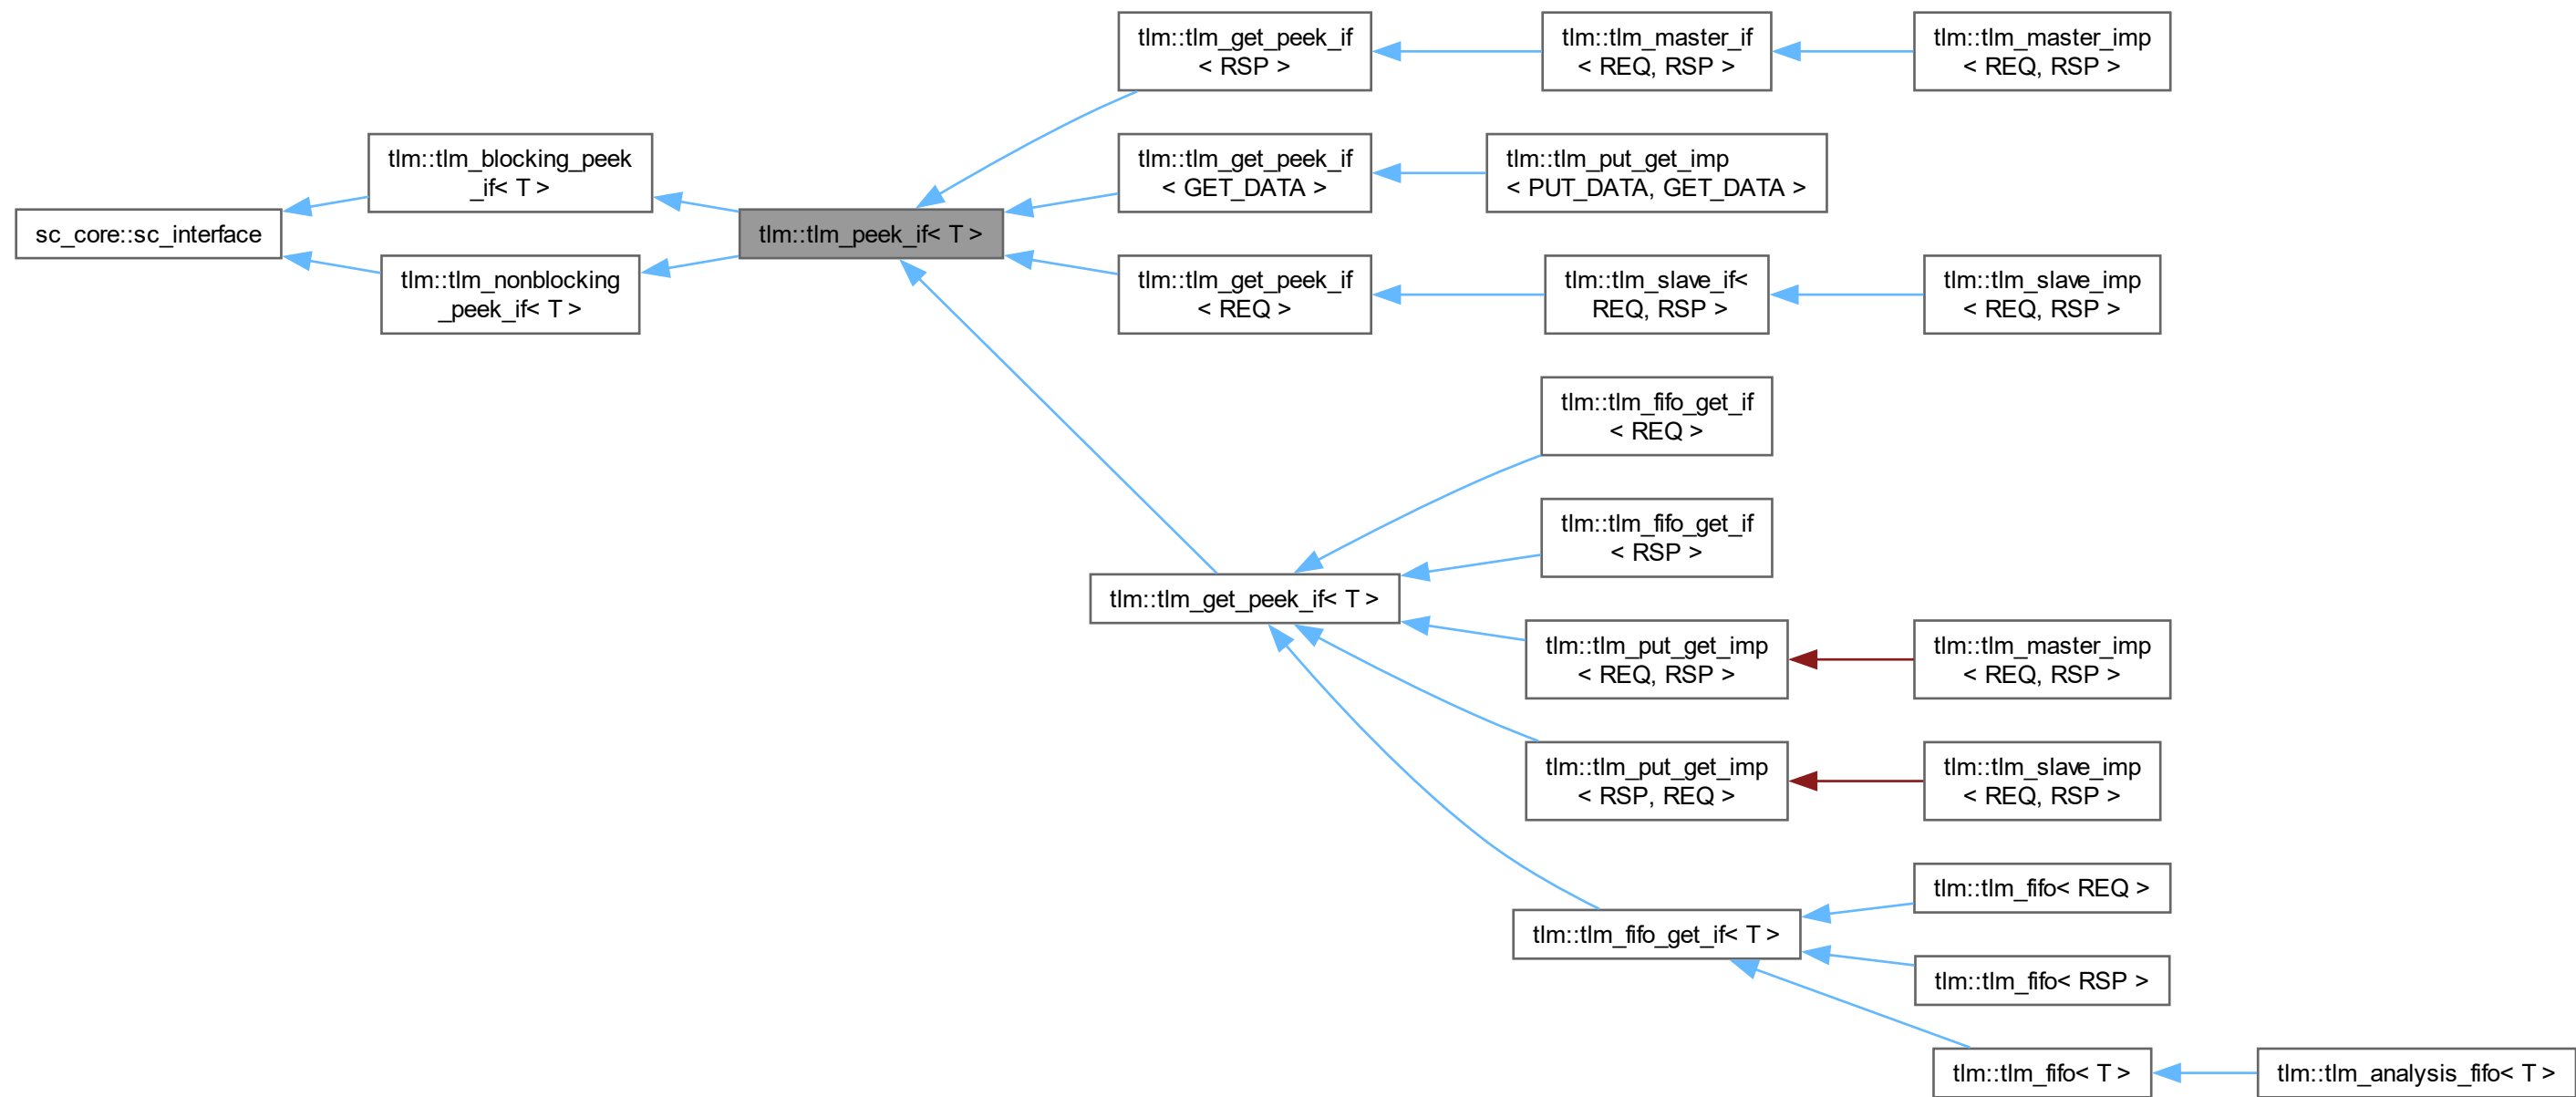 tlm::tlm_get_peek_if
< RSP >
tlm::tlm_master_if
< REQ, RSP >
tlm::tlm_master_imp
< REQ, RSP >
tlm::tlm_blocking_peek
_if< T >
tlm::tlm_get_peek_if
< GET_DATA >
tlm::tlm_put_get_imp
< PUT_DATA, GET_DATA >
sc_core::sc_interface
tlm::tlm_peek_if< T >
tlm::tlm_nonblocking
_peek_if< T >
tlm::tlm_get_peek_if
< REQ >
tlm::tlm_slave_if<
REQ, RSP >
tlm::tlm_slave_imp
< REQ, RSP >
tlm::tlm_fifo_get_if
< REQ >
tlm::tlm_fifo_get_if
< RSP >
tlm::tlm_get_peek_if< T >
tlm::tlm_put_get_imp
< REQ, RSP >
tlm::tlm_master_imp
< REQ, RSP >
tlm::tlm_put_get_imp
< RSP, REQ >
tlm::tlm_slave_imp
< REQ, RSP >
tlm::tlm_fifo< REQ >
tlm::tlm_fifo_get_if< T >
tlm::tlm_fifo< RSP >
tlm::tlm_fifo< T >
tlm::tlm_analysis_fifo< T >